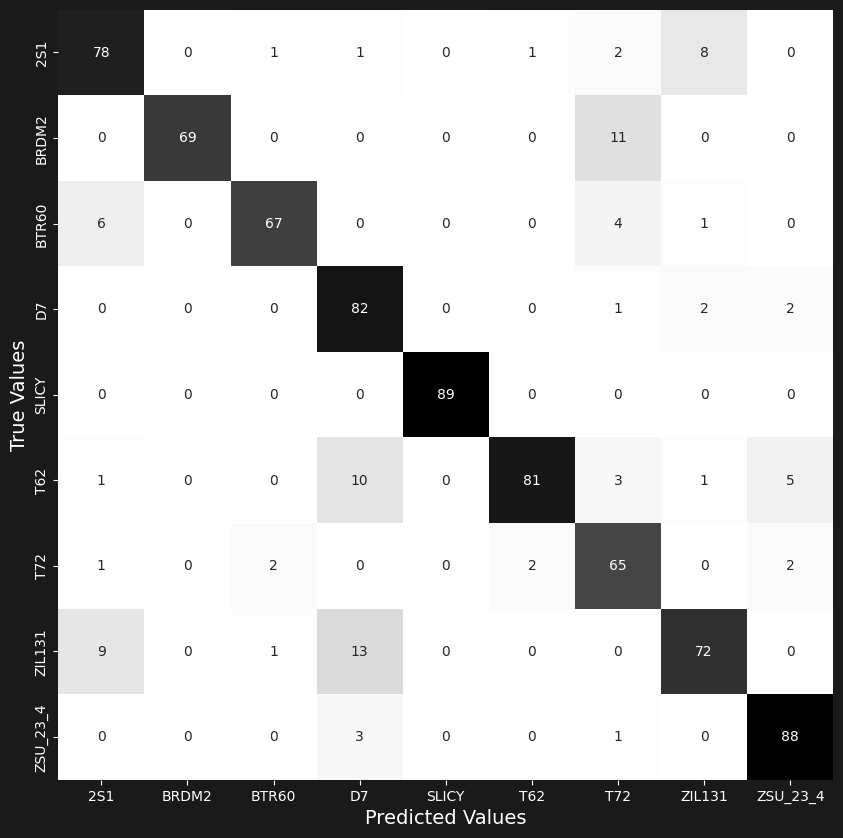 2S1 78 0 1 1 0 1 2 8 0
BRDM2 0 69 0 0 0 0 11 0 0
BTR60 6 0 67 0 0 0 4 1 0
D7 0 0 0 82 0 0 1 2 2
SLICY 0 0 0 0 89 0 0 0 0
T62 1 0 0 10 0 81 3 1 5
T72 1 0 2 0 0 2 65 0 2
ZIL131 9 0 1 13 0 0 0 72 0
ZSU_23_4 0 0 0 3 0 0 1 0 88
True Values
2S1 BRDM2 BTR60 D7 SLICY T62 T72 ZIL131 ZSU_23_4
Predicted Values